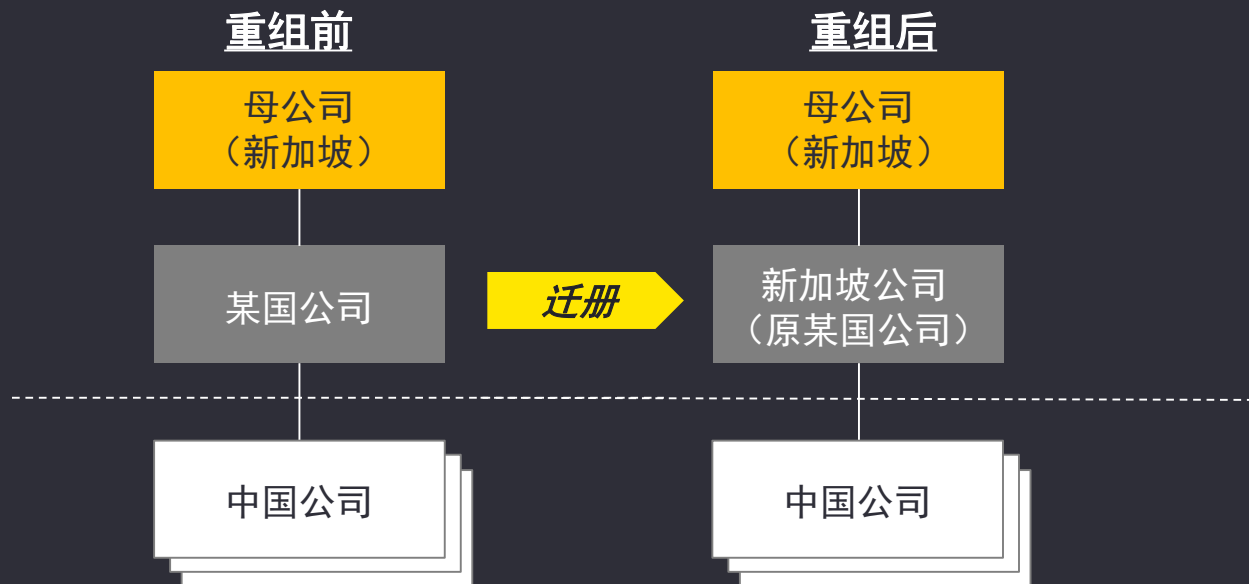 重组前
重组后
母公司
（新加坡）
母公司
（新加坡）
某国公司
迁册
新加坡公司
（原某国公司）
中国公司
中国公司